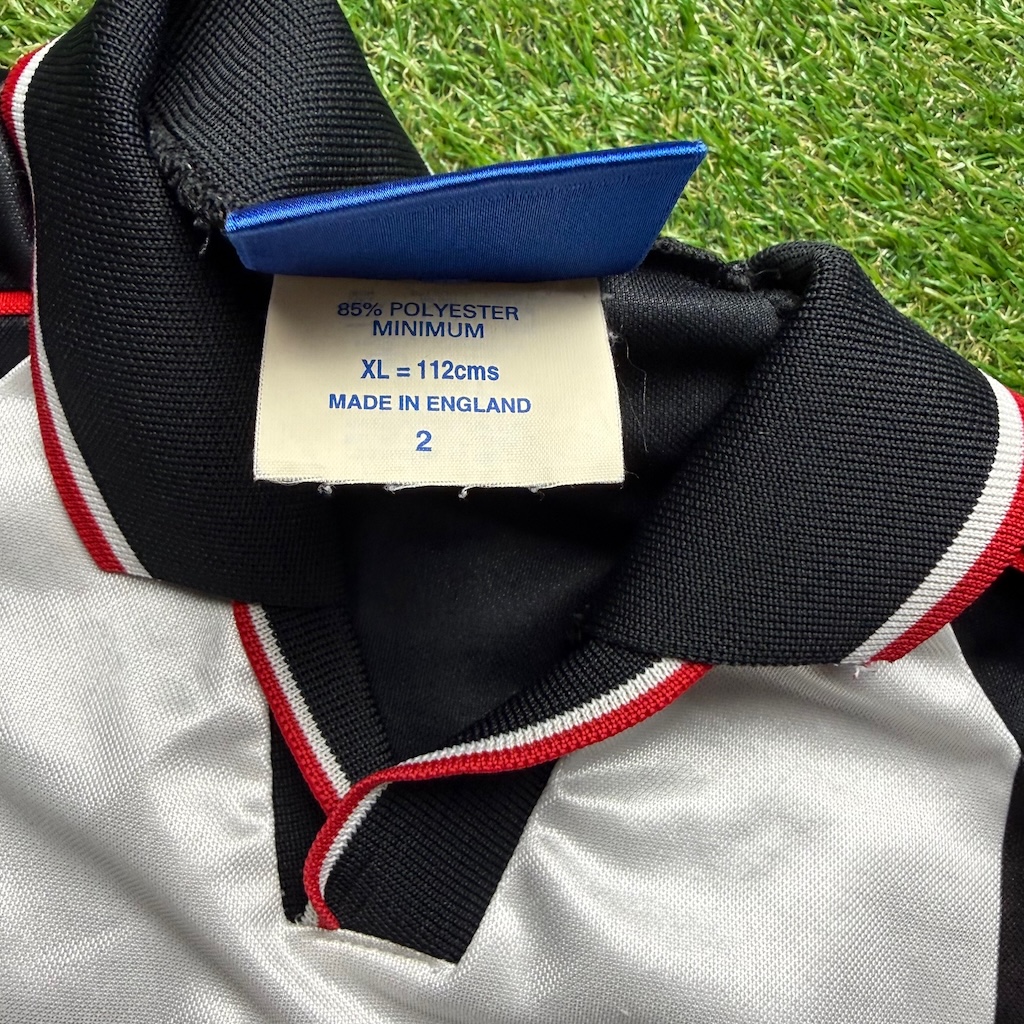 85% POLYESTER
MINIMUM
XL = 112cms
MADE IN ENGLAND
2